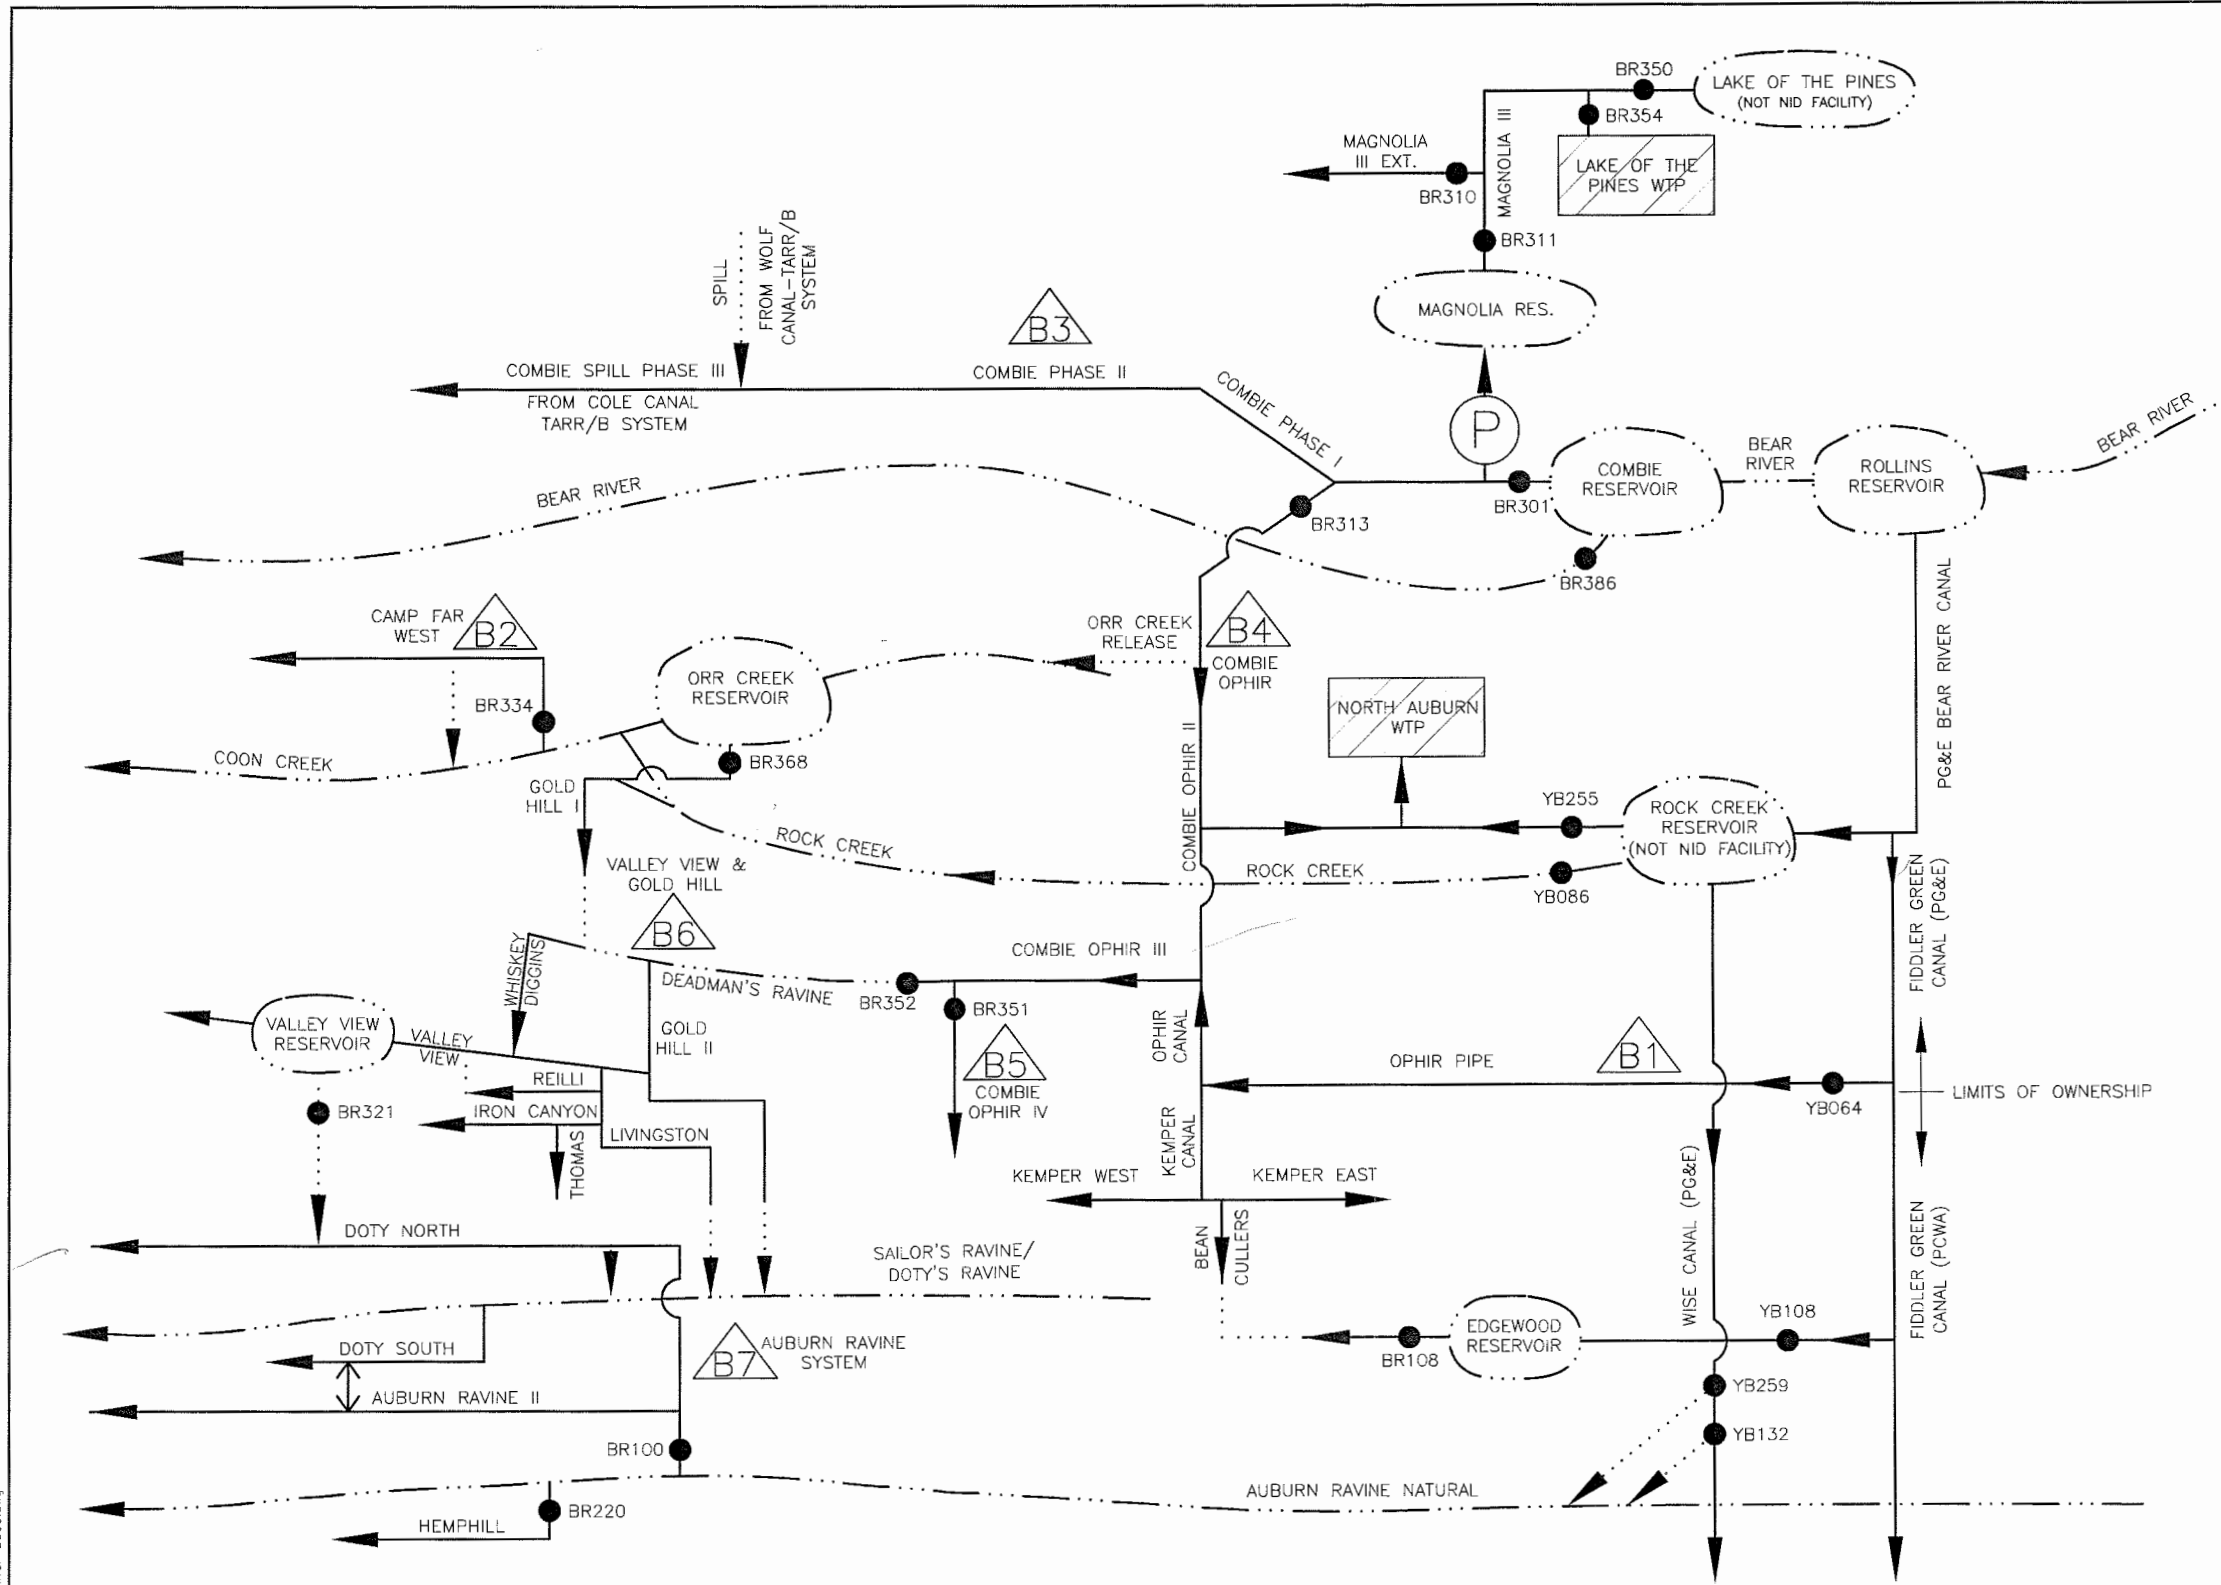 BR350
LAKE OF THE PINES
(NOT NID FACILITY)
BR354
MAGNOLIA III
MAGNOLIA
III EXT.
LAKE OF THE
PINES WTP
BR310
BR311
SPILL
FROM WOLF
CANAL-TARR/B
SYSTEM
MAGNOLIA RES.
B3
COMBIE SPILL PHASE III
COMBIE PHASE II
FROM COLE CANAL
TARR/B SYSTEM
COMBIE PHASE I
P
BEAR RIVER
BEAR
RIVER
COMBIE
RESERVOIR
ROLLINS
RESERVOIR
BEAR RIVER
BR301
BR313
BR386
PG&E BEAR RIVER CANAL
CAMP FAR
WEST
B2
ORR CREEK
RELEASE
B4
COMBIE
OPHIR
ORR CREEK
RESERVOIR
BR334
NORTH AUBURN
WTP
COON CREEK
BR368
COMBIE OPHIR II
GOLD
HILL I
YB255
ROCK CREEK
RESERVOIR
(NOT NID FACILITY)
ROCK CREEK
VALLEY VIEW &
GOLD HILL
ROCK CREEK
YB086
FIDDLER GREEN
CANAL (PG&E)
B6
WHISKEY
DIGGINS
COMBIE OPHIR III
DEADMAN'S RAVINE
BR352
BR351
VALLEY VIEW
RESERVOIR
VALLEY
VIEW
GOLD
HILL II
OPHIR
CANAL
B5
COMBIE
OPHIR IV
OPHIR PIPE
B1
REILLI
YB064
LIMITS OF OWNERSHIP
BR321
IRON CANYON
LIVINGSTON
THOMAS
KEMPER
CANAL
KEMPER WEST
KEMPER EAST
WISE CANAL (PG&E)
DOTY NORTH
BEAN
CULLERS
SAILOR'S RAVINE/
DOTY'S RAVINE
FIDDLER GREEN
CANAL (PCWA)
EDGEWOOD
RESERVOIR
YB108
BR108
DOTY SOUTH
B7
AUBURN RAVINE
SYSTEM
YB259
AUBURN RAVINE II
YB132
BR100
AUBURN RAVINE NATURAL
BR220
HEMPHILL